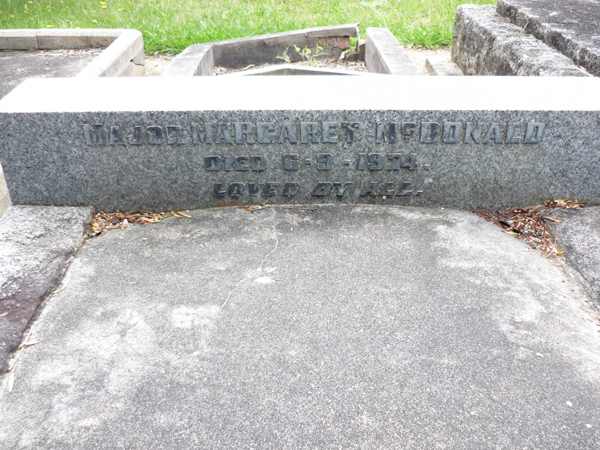 MAJOR MARGARET McDONALD
DIED 6-9-1974.
LOVED BY ALL.